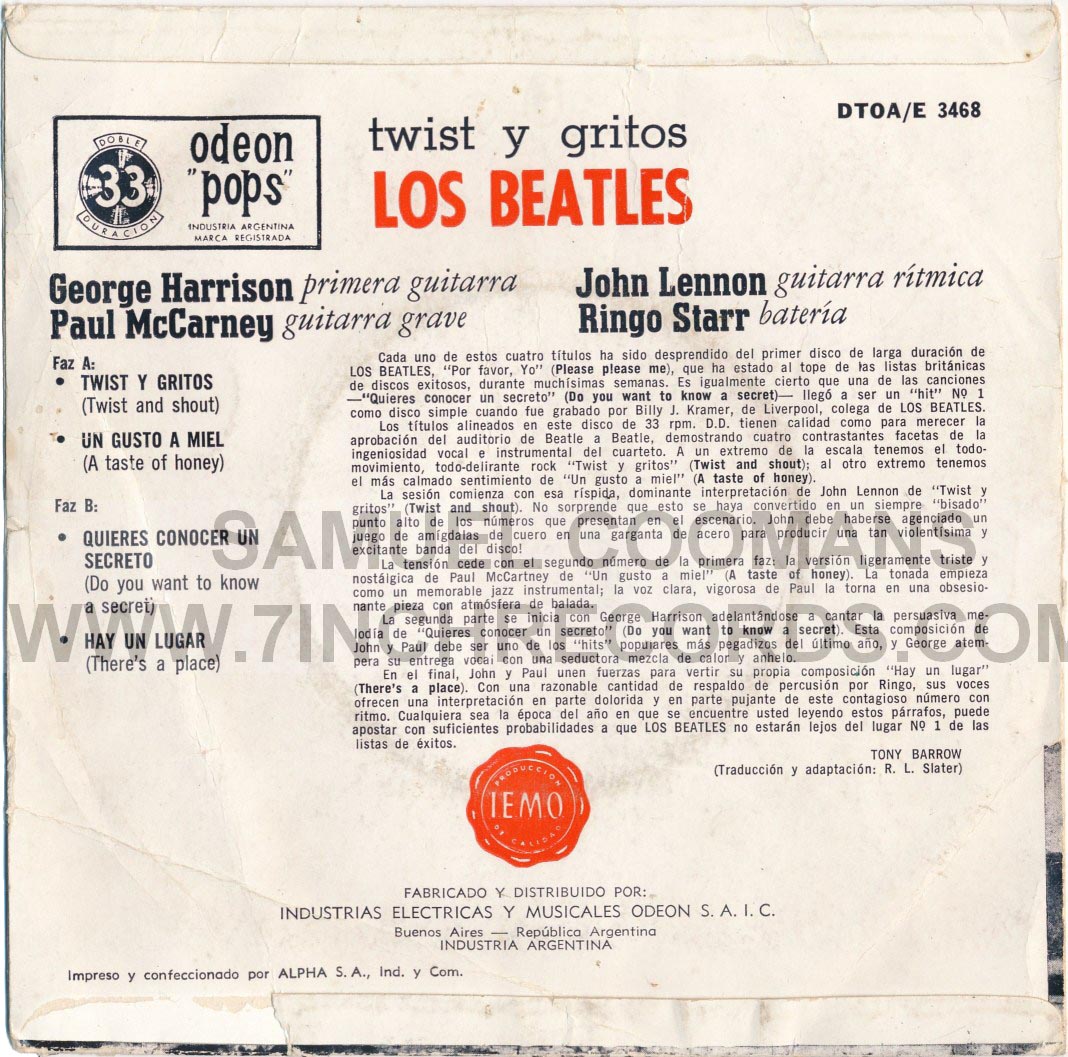 DTOA/E 3468
DOBLE
33
DURACION
odeon
"pops"
INDUSTRIA ARGENTINA
MARCA REGISTRADA
twist y gritos
LOS BEATLES
George Harrison primera guitarra
Paul McCarney guitarra grave
John Lennon guitarra rítmica
Ringo Starr batería
Faz A:
• TWIST Y GRITOS
(Twist and shout)
• UN GUSTO A MIEL
(A taste of honey)
Faz B:
• QUIERES CONOCER UN
SECRETO
(Do you want to know
a secret)
• HAY UN LUGAR
(There's a place)
Cada uno de estos cuatro títulos ha sido desprendido del primer disco de larga duración de
LOS BEATLES, "Por favor, Yo" (Please please me), que ha estado al tope de las listas británicas
de discos exitosos, durante muchísimas semanas. Es igualmente cierto que una de las canciones
—"Quieres conocer un secreto" (Do you want to know a secret)— llegó a ser un "hit" Nº 1
como disco simple cuando fue grabado por Billy J. Kramer, de Liverpool, colega de LOS BEATLES.
Los títulos alineados en este disco de 33 rpm. D.D. tienen calidad como para merecer la
aprobación del auditorio de Beatle a Beatle, demostrando cuatro contrastantes facetas de la
ingeniosidad vocal e instrumental del cuarteto. A un extremo de la escala tenemos el todo-
movimiento, todo-delirante rock "Twist y gritos" (Twist and shout); al otro extremo tenemos
el más calmado sentimiento de "Un gusto a miel" (A taste of honey).
La sesión comienza con esa ríspida, dominante interpretación de John Lennon de "Twist y
gritos" (Twist and shout). No sorprende que esto se haya convertido en un siempre "bisado"
punto alto de los números que presentan en el escenario. John debe haberse agenciado un
juego de amígdalas de cuero en una garganta de acero para producir una tan violentísima y
excitante banda del disco!
La tensión cede con el segundo número de la primera faz: la versión ligeramente triste y
nostálgica de Paul McCartney de "Un gusto a miel" (A taste of honey). La tonada empieza
como un memorable jazz instrumental; la voz clara, vigorosa de Paul la torna en una obsesio-
nante pieza con atmósfera de balada.
La segunda parte se inicia con George Harrison adelantándose a cantar la persuasiva me-
lodía de "Quieres conocer un secreto" (Do you want to know a secret). Esta composición de
John y Paul debe ser uno de los "hits" populares más pegadizos del último año, y George atem-
pera su entrega vocal con una seductora mezcla de calor y anhelo.
En el final, John y Paul unen fuerzas para vertir su propia composición "Hay un lugar"
(There's a place). Con una razonable cantidad de respaldo de percusión por Ringo, sus voces
ofrecen una interpretación en parte dolorida y en parte pujante de este contagioso número con
ritmo. Cualquiera sea la época del año en que se encuentre usted leyendo estos párrafos, puede
apostar con suficientes probabilidades a que LOS BEATLES no estarán lejos del lugar Nº 1 de las
listas de éxitos.
TONY BARROW
(Traducción y adaptación: R. L. Slater)
SAMUEL COOMANS
WWW.7INCHRECORDS.COM
PRODUCCION
I.E.M.O.
DE CALIDAD
FABRICADO Y DISTRIBUIDO POR:
INDUSTRIAS ELECTRICAS Y MUSICALES ODEON S. A. I. C.
Buenos Aires — República Argentina
INDUSTRIA ARGENTINA
Impreso y confeccionado por ALPHA S. A., Ind. y Com.